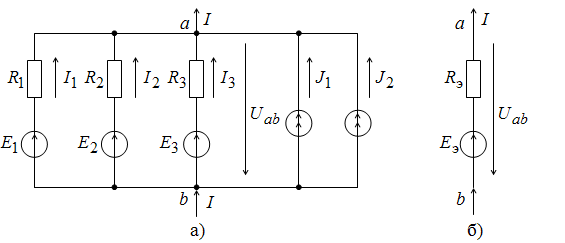 a I a I
R1 I1 R2 I2 R3 I3 J1 J2 Rэ
Uab Uab
E1 E2 E3 Eэ
b I b
а) б)